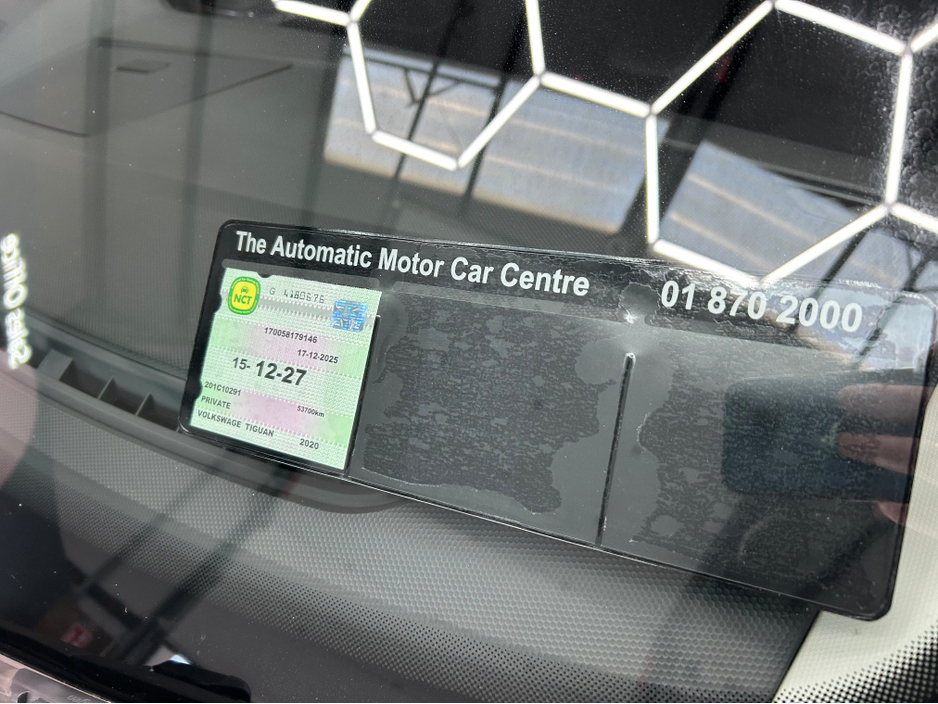 The Automatic Motor Car Centre
01 870 2000
NCT
G 4180676
170058179146
17-12-2025
15- 12-27
201C10291
PRIVATE 53700km
VOLKSWAGE TIGUAN 2020